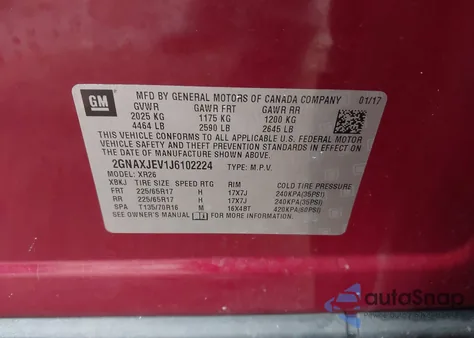 GM
MFD BY GENERAL MOTORS OF CANADA COMPANY 01/17
GVWR GAWR FRT GAWR RR
2025 KG 1175 KG 1200 KG
4464 LB 2590 LB 2645 LB
THIS VEHICLE CONFORMS TO ALL APPLICABLE U.S. FEDERAL MOTOR
VEHICLE SAFETY AND THEFT PREVENTION STANDARDS IN EFFECT ON
THE DATE OF MANUFACTURE SHOWN ABOVE.
2GNAXJEV1J6102224 TYPE: M.P.V.
MODEL: XR26
XBKJ TIRE SIZE SPEED RTG RIM COLD TIRE PRESSURE
FRT 225/65R17 H 17X7J 240KPA(35PSI)
RR 225/65R17 H 17X7J 240KPA(35PSI)
SPA T135/70R16 M 16X4BT 420KPA(60PSI)
SEE OWNER'S MANUAL FOR MORE INFORMATION.
autoSnap